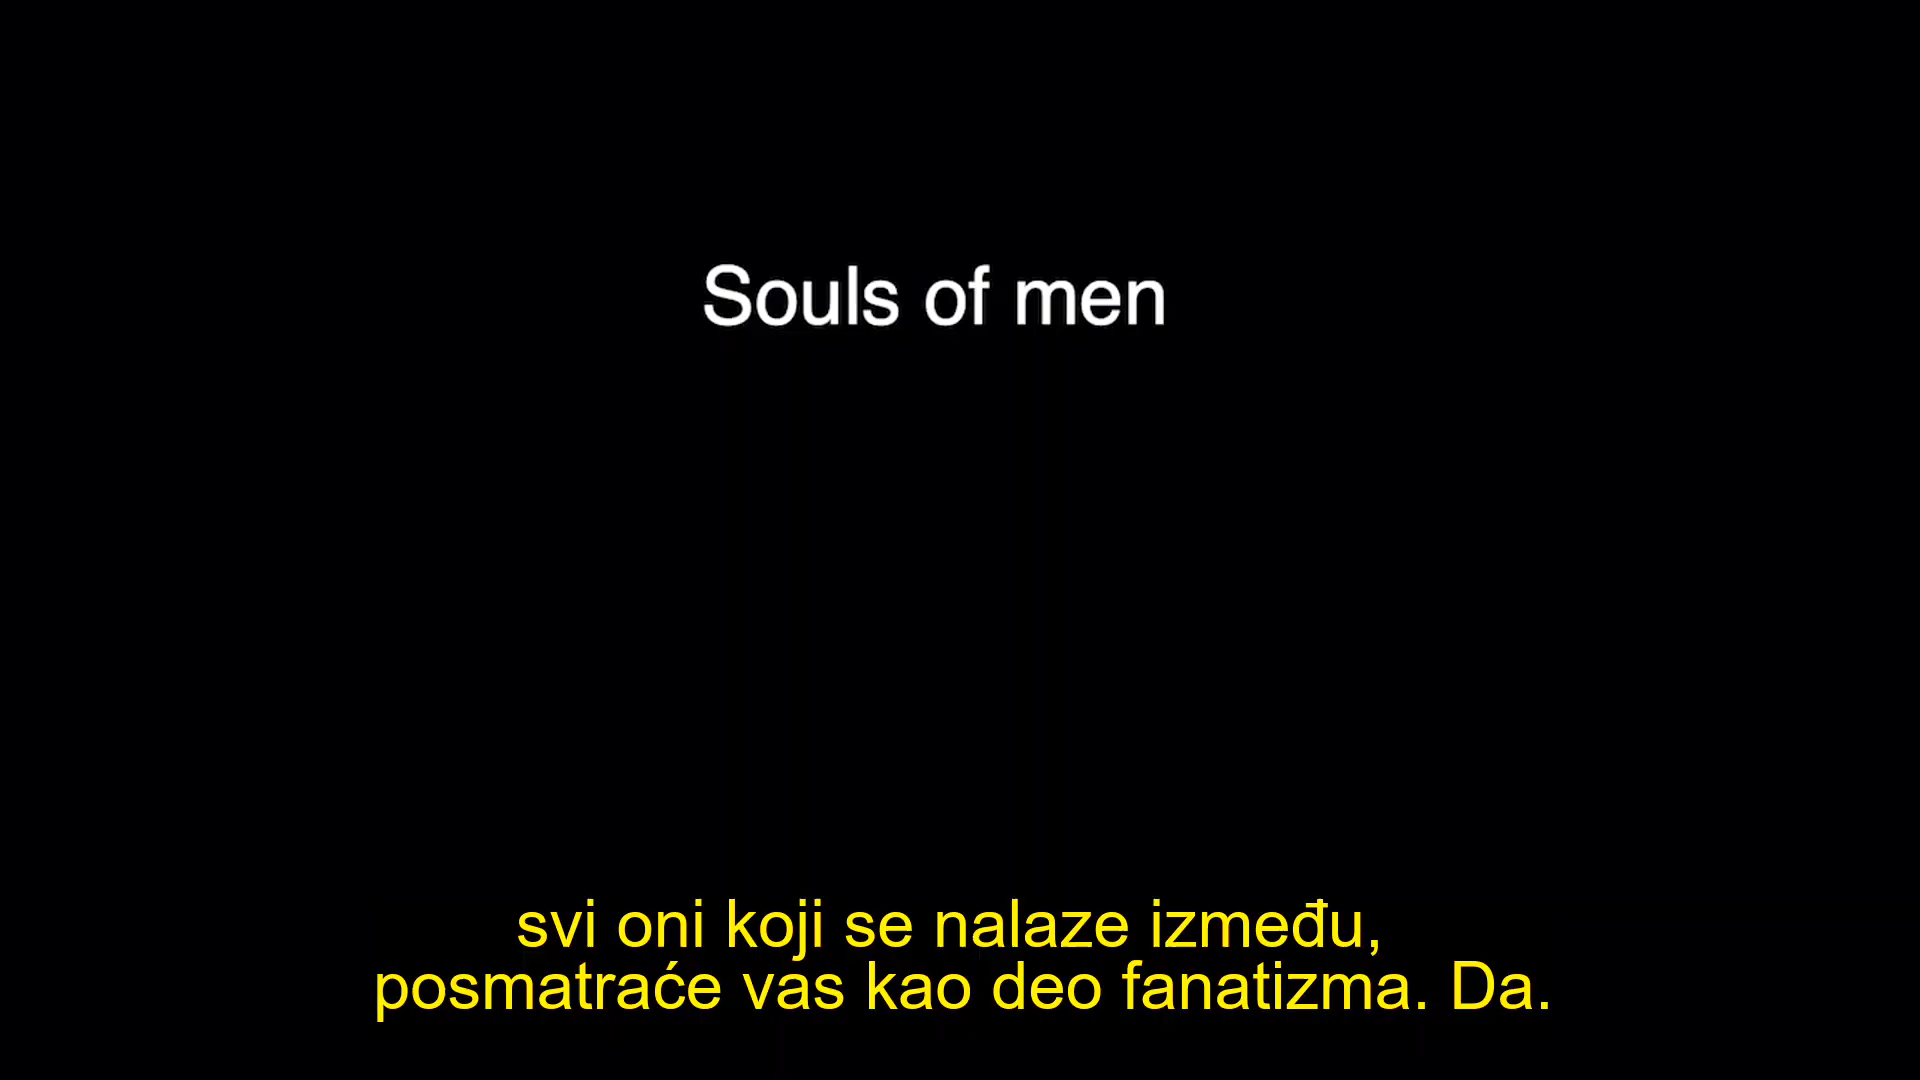 Souls of men
svi oni koji se nalaze između,
posmatraće vas kao deo fanatizma. Da.